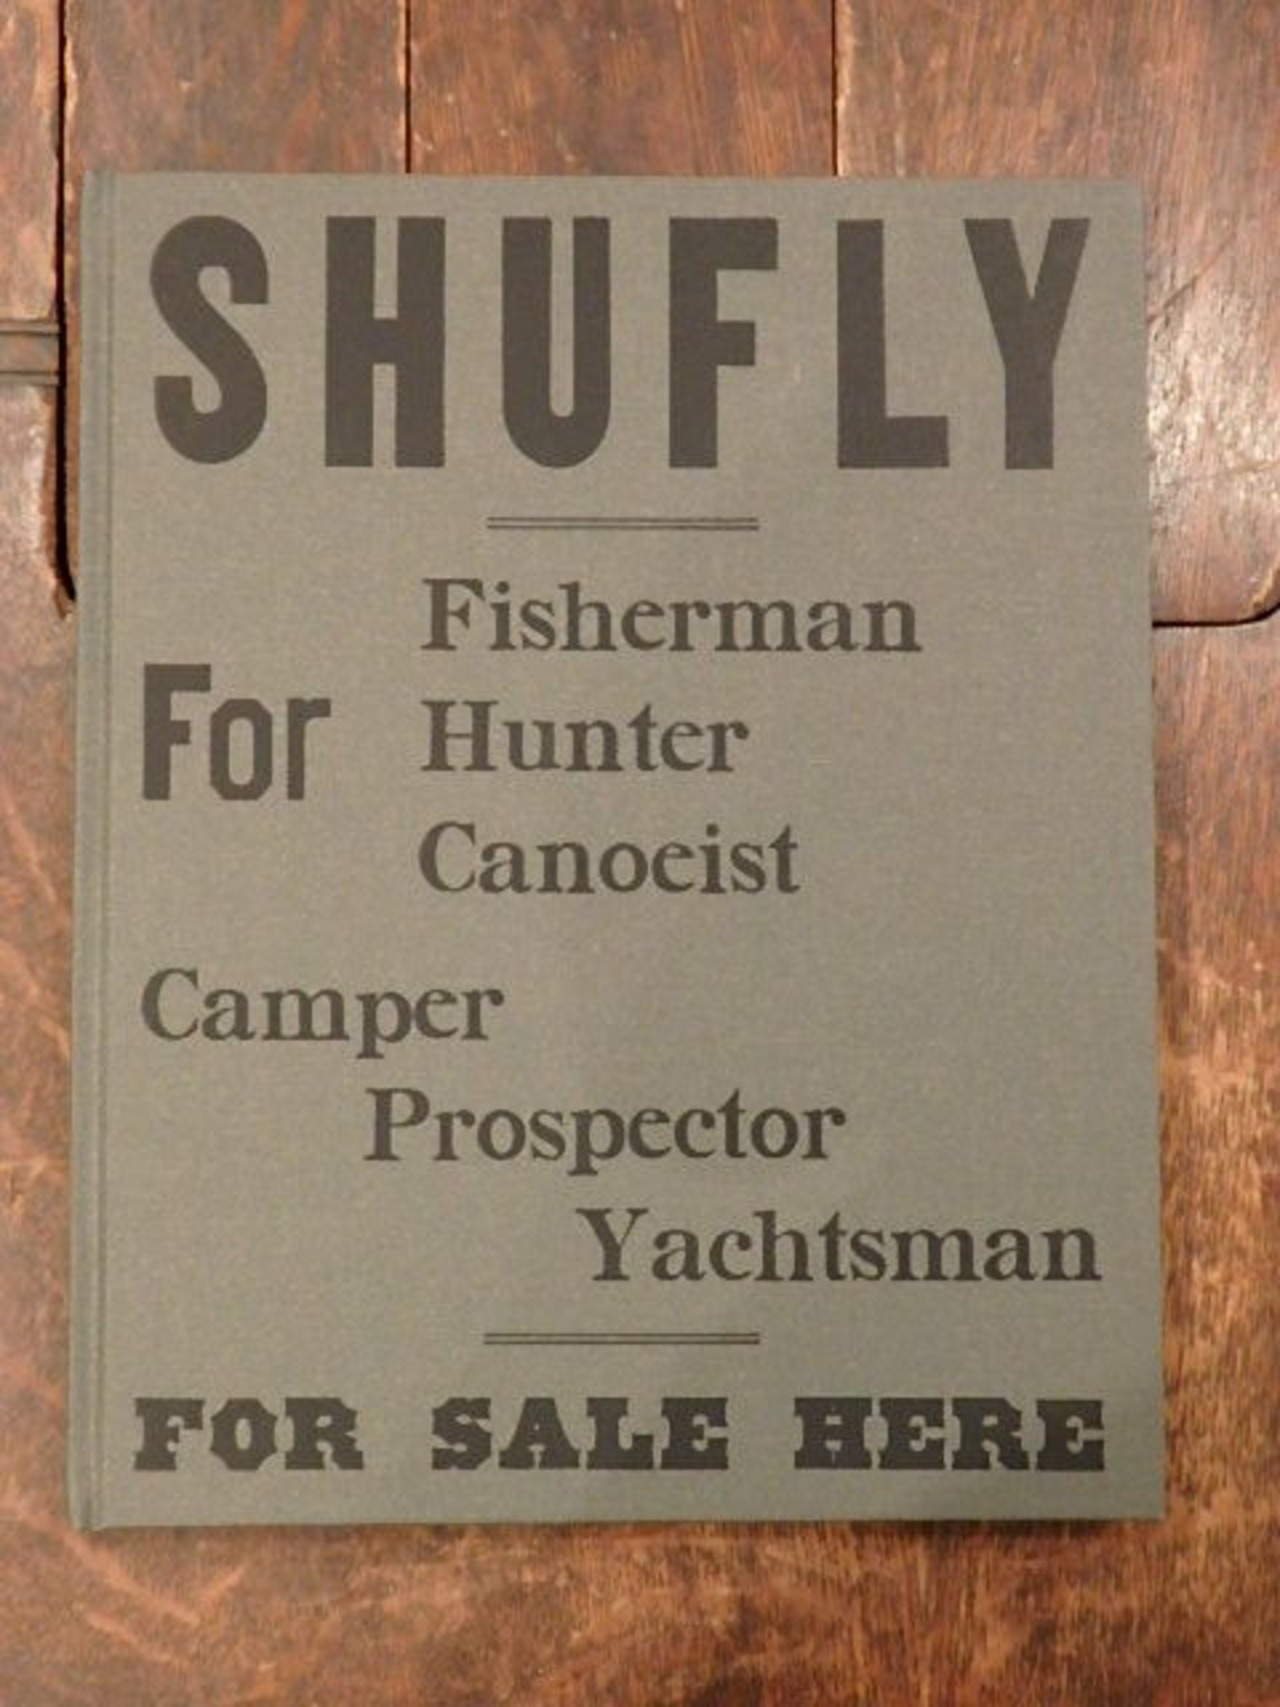 SHUFLY
For
Fisherman
Hunter
Canoeist
Camper
Prospector
Yachtsman
FOR SALE HERE